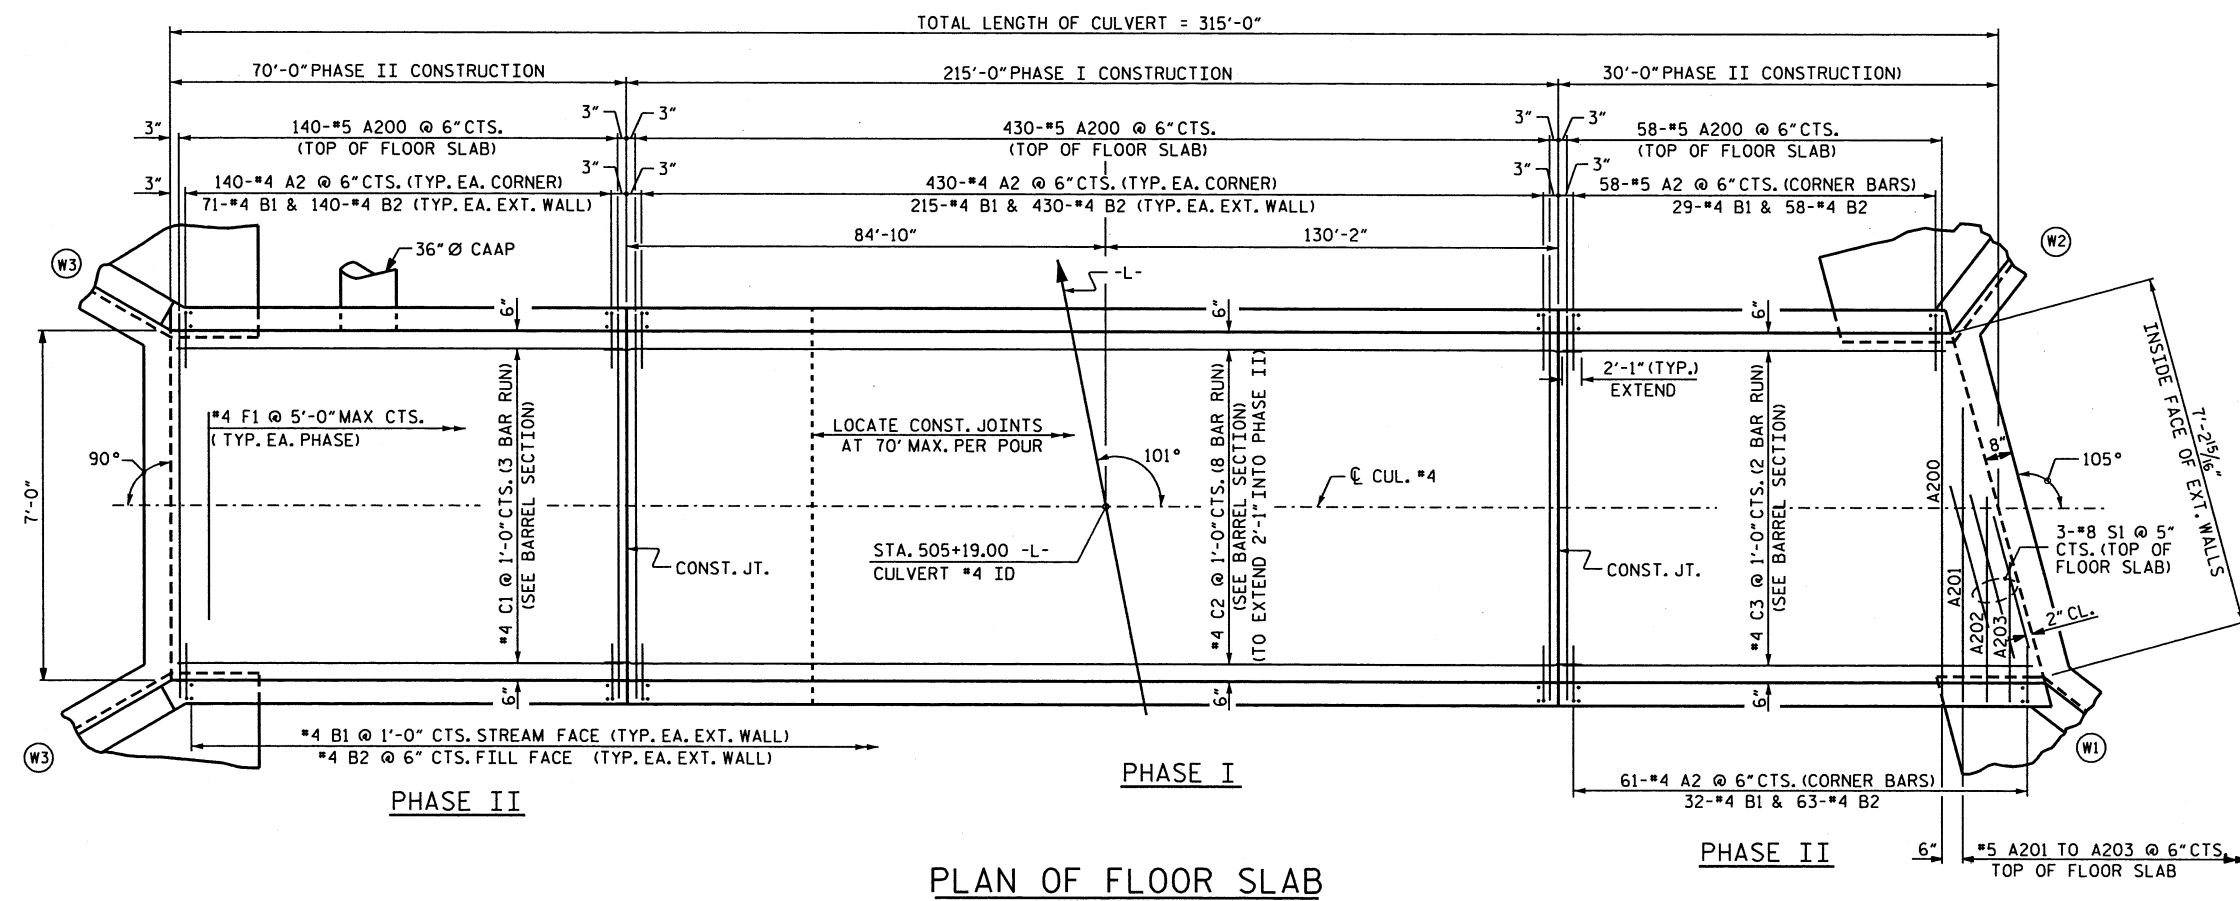 TOTAL LENGTH OF CULVERT = 315'-0"
70'-0" PHASE II CONSTRUCTION
215'-0" PHASE I CONSTRUCTION
30'-0" PHASE II CONSTRUCTION)
3"
140-#5 A200 @ 6" CTS.
(TOP OF FLOOR SLAB)
3"
3"
430-#5 A200 @ 6" CTS.
(TOP OF FLOOR SLAB)
3"
3"
58-#5 A200 @ 6" CTS.
(TOP OF FLOOR SLAB)
3"
140-#4 A2 @ 6" CTS. (TYP. EA. CORNER)
71-#4 B1 & 140-#4 B2 (TYP. EA. EXT. WALL)
3"
3"
430-#4 A2 @ 6" CTS. (TYP. EA. CORNER)
215-#4 B1 & 430-#4 B2 (TYP. EA. EXT. WALL)
3"
3"
58-#5 A2 @ 6" CTS. (CORNER BARS)
29-#4 B1 & 58-#4 B2
84'-10"
130'-2"
W3
36" Ø CAAP
-L-
W2
6"
6"
6"
INSIDE FACE OF EXT. WALLS
7'-2 15/16"
7'-0"
90°
#4 F1 @ 5'-0" MAX CTS.
(TYP. EA. PHASE)
#4 C1 @ 1'-0" CTS. (3 BAR RUN)
(SEE BARREL SECTION)
LOCATE CONST. JOINTS
AT 70' MAX. PER POUR
101°
#4 C2 @ 1'-0" CTS. (8 BAR RUN)
(SEE BARREL SECTION)
(TO EXTEND 2'-1" INTO PHASE II)
℄ CUL. #4
2'-1" (TYP.)
EXTEND
#4 C3 @ 1'-0" CTS. (2 BAR RUN)
(SEE BARREL SECTION)
8"
105°
A200
A201
A202
A203
3-#8 S1 @ 5"
CTS. (TOP OF
FLOOR SLAB)
2" CL.
CONST. JT.
STA. 505+19.00 -L-
CULVERT #4 ID
CONST. JT.
6"
6"
6"
#4 B1 @ 1'-0" CTS. STREAM FACE (TYP. EA. EXT. WALL)
#4 B2 @ 6" CTS. FILL FACE (TYP. EA. EXT. WALL)
W3
W1
61-#4 A2 @ 6" CTS. (CORNER BARS)
32-#4 B1 & 63-#4 B2
PHASE II
PHASE I
PHASE II
6"
#5 A201 TO A203 @ 6" CTS.
TOP OF FLOOR SLAB
PLAN OF FLOOR SLAB